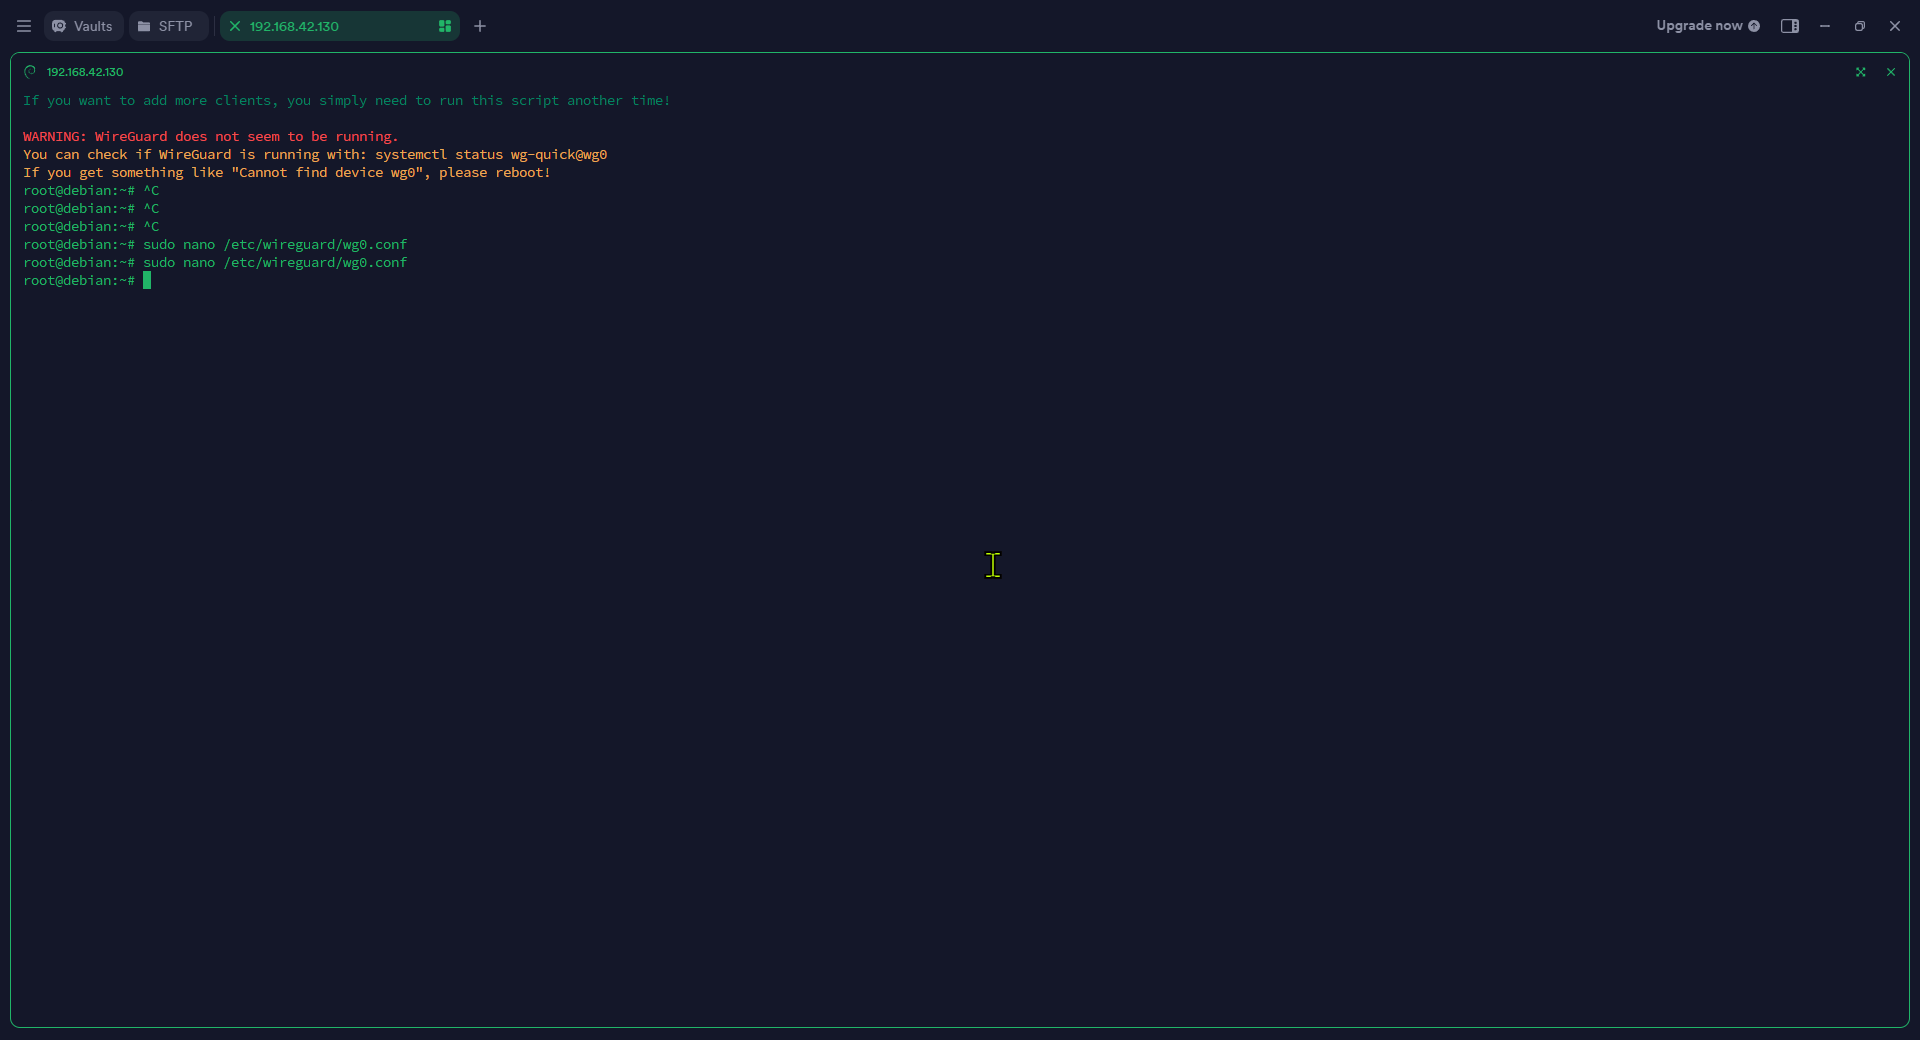 Vaults
SFTP
192.168.42.130
Upgrade now
192.168.42.130
If you want to add more clients, you simply need to run this script another time!
WARNING: WireGuard does not seem to be running.
You can check if WireGuard is running with: systemctl status wg-quick@wg0
If you get something like "Cannot find device wg0", please reboot!
root@debian:~# ^C
root@debian:~# ^C
root@debian:~# ^C
root@debian:~# sudo nano /etc/wireguard/wg0.conf
root@debian:~# sudo nano /etc/wireguard/wg0.conf
root@debian:~#